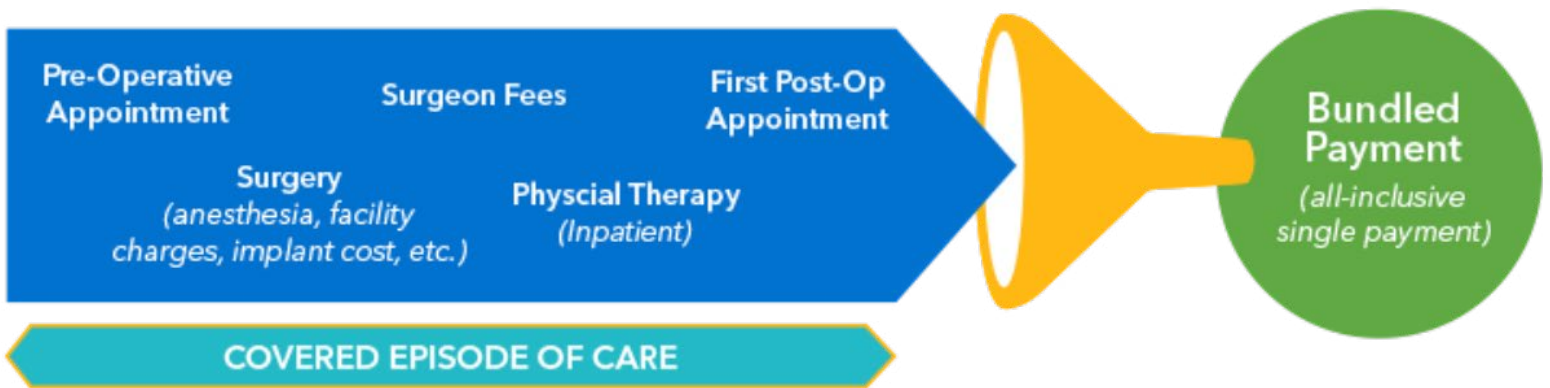 Pre-Operative
Appointment
Surgeon Fees
First Post-Op
Appointment
Surgery
(anesthesia, facility
charges, implant cost, etc.)
Physcial Therapy
(Inpatient)
COVERED EPISODE OF CARE
Bundled
Payment
(all-inclusive
single payment)